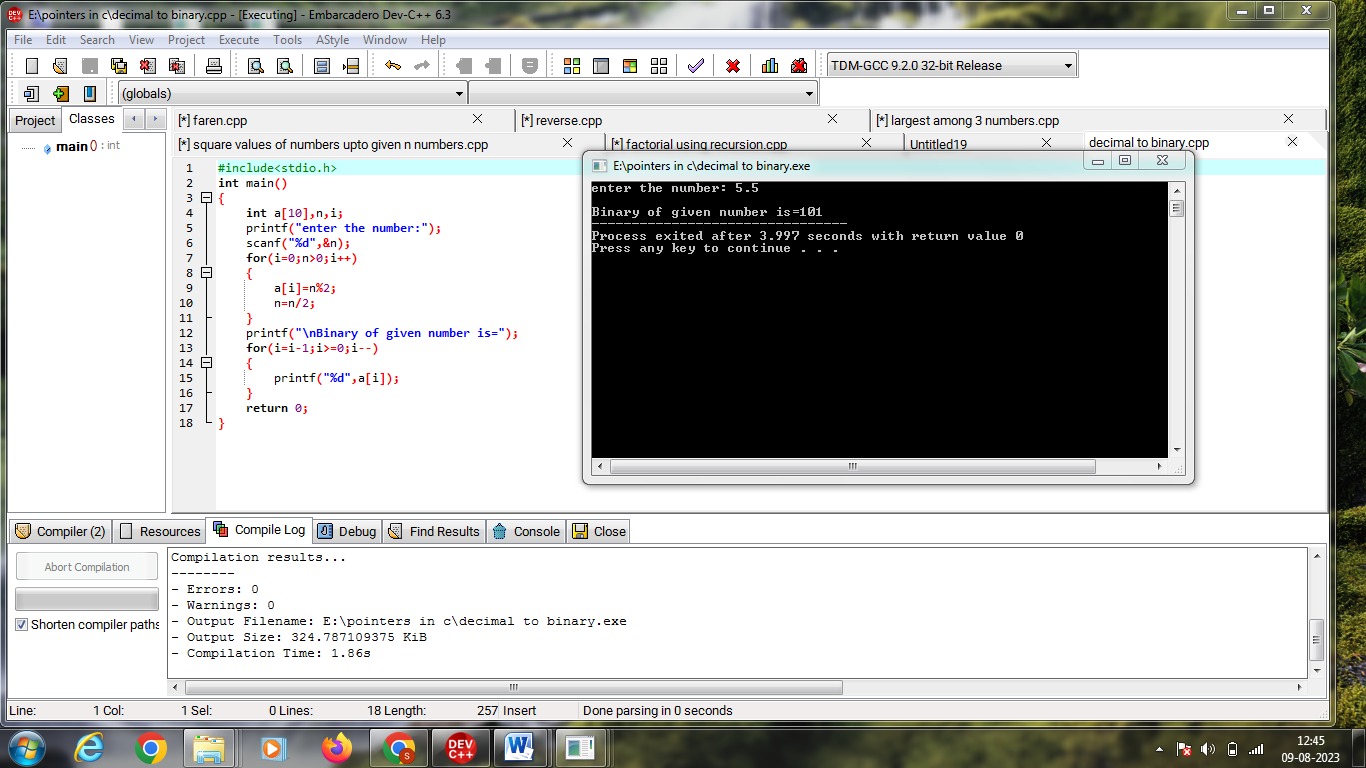 E:\pointers in c\decimal to binary.cpp - [Executing] - Embarcadero Dev-C++ 6.3
File Edit Search View Project Execute Tools AStyle Window Help
TDM-GCC 9.2.0 32-bit Release
(globals)
Project Classes
[*] faren.cpp [*] reverse.cpp [*] largest among 3 numbers.cpp
[*] square values of numbers upto given n numbers.cpp [*] factorial using recursion.cpp Untitled19 decimal to binary.cpp
main () : int
1 #include<stdio.h>
2 int main()
3 {
4 int a[10],n,i;
5 printf("enter the number:");
6 scanf("%d",&n);
7 for(i=0;n>0;i++)
8 {
9 a[i]=n%2;
10 n=n/2;
11 }
12 printf("\nBinary of given number is=");
13 for(i=i-1;i>=0;i--)
14 {
15 printf("%d",a[i]);
16 }
17 return 0;
18 }
E:\pointers in c\decimal to binary.exe
enter the number: 5.5
Binary of given number is=101
--------------------------------
Process exited after 3.997 seconds with return value 0
Press any key to continue . . .
Compiler (2) Resources Compile Log Debug Find Results Console Close
Abort Compilation
Shorten compiler paths
Compilation results...
--------
- Errors: 0
- Warnings: 0
- Output Filename: E:\pointers in c\decimal to binary.exe
- Output Size: 324.787109375 KiB
- Compilation Time: 1.86s
Line: 1 Col: 1 Sel: 0 Lines: 18 Length: 257 Insert Done parsing in 0 seconds
DEV C++
12:45
09-08-2023